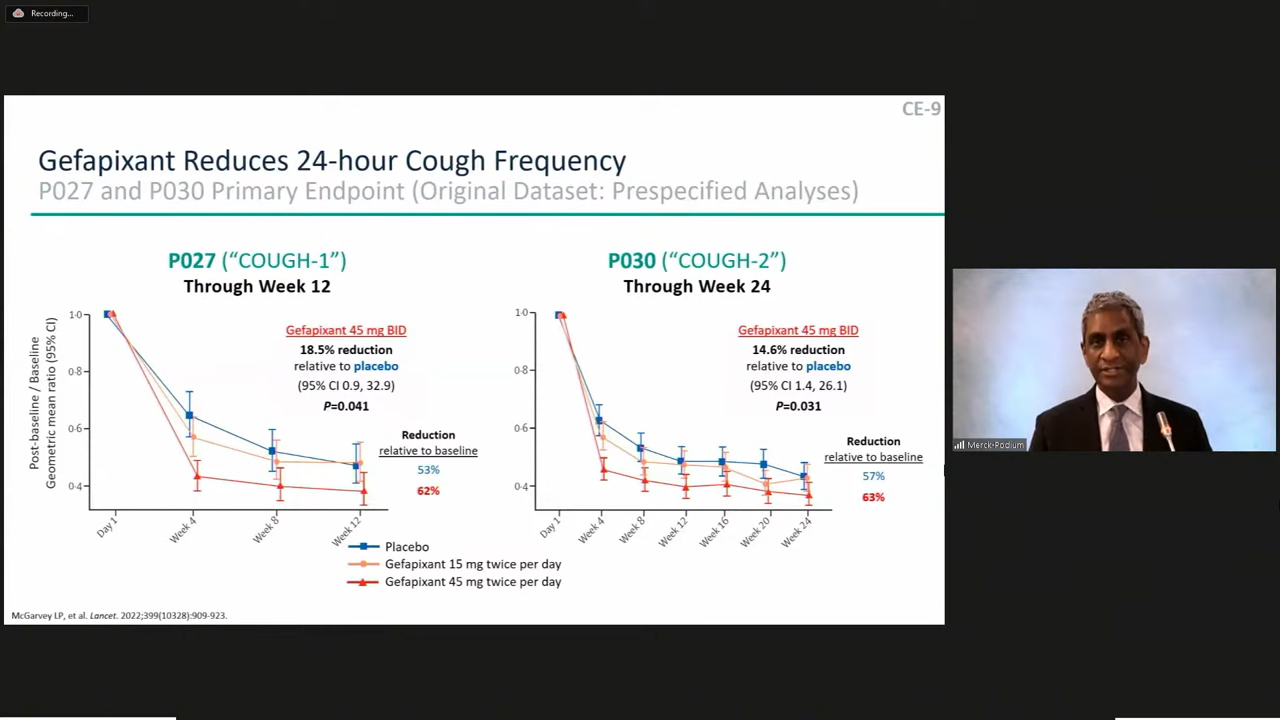 Recording...
CE-9
Gefapixant Reduces 24-hour Cough Frequency
P027 and P030 Primary Endpoint (Original Dataset: Prespecified Analyses)
P027 (“COUGH-1”)
Through Week 12
Post-baseline / Baseline
Geometric mean ratio (95% CI)
1·0
0·8
0·6
0·4
Day 1
Week 4
Week 8
Week 12
Gefapixant 45 mg BID
18.5% reduction
relative to placebo
(95% CI 0.9, 32.9)
P=0.041
Reduction
relative to baseline
53%
62%
P030 (“COUGH-2”)
Through Week 24
1·0
0·8
0·6
0·4
Day 1
Week 4
Week 8
Week 12
Week 16
Week 20
Week 24
Gefapixant 45 mg BID
14.6% reduction
relative to placebo
(95% CI 1.4, 26.1)
P=0.031
Reduction
relative to baseline
57%
63%
Placebo
Gefapixant 15 mg twice per day
Gefapixant 45 mg twice per day
McGarvey LP, et al. Lancet. 2022;399(10328):909-923.
Merck-Podium